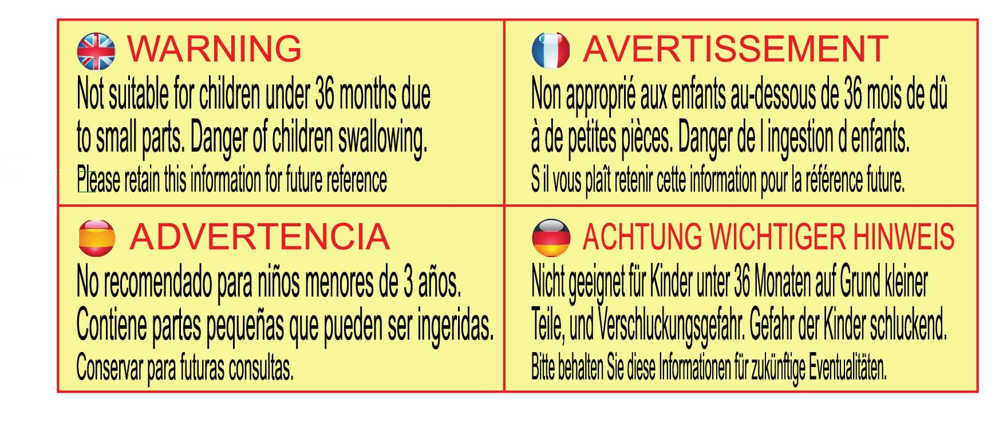 WARNING
Not suitable for children under 36 months due
to small parts. Danger of children swallowing.
Please retain this information for future reference
AVERTISSEMENT
Non approprié aux enfants au-dessous de 36 mois de dû
à de petites pièces. Danger de l ingestion d enfants.
S il vous plaît retenir cette information pour la référence future.
ADVERTENCIA
No recomendado para niños menores de 3 años.
Contiene partes pequeñas que pueden ser ingeridas.
Conservar para futuras consultas.
ACHTUNG WICHTIGER HINWEIS
Nicht geeignet für Kinder unter 36 Monaten auf Grund kleiner
Teile, und Verschluckungsgefahr. Gefahr der Kinder schluckend.
Bitte behalten Sie diese Informationen für zukünftige Eventualitäten.